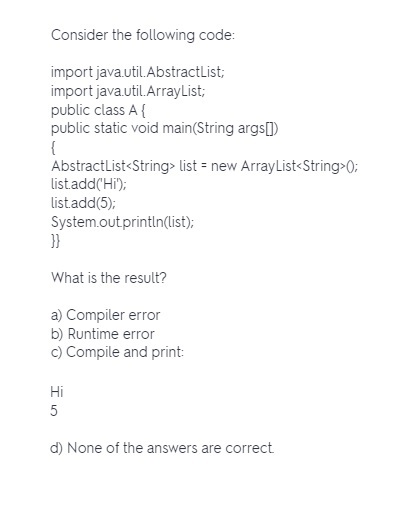 Consider the following code:
import java.util.AbstractList;
import java.util.ArrayList;
public class A {
public static void main(String args[])
{
AbstractList<String> list = new ArrayList<String>();
list.add('Hi');
list.add(5);
System.out.println(list);
}}
What is the result?
a) Compiler error
b) Runtime error
c) Compile and print:
Hi
5
d) None of the answers are correct.